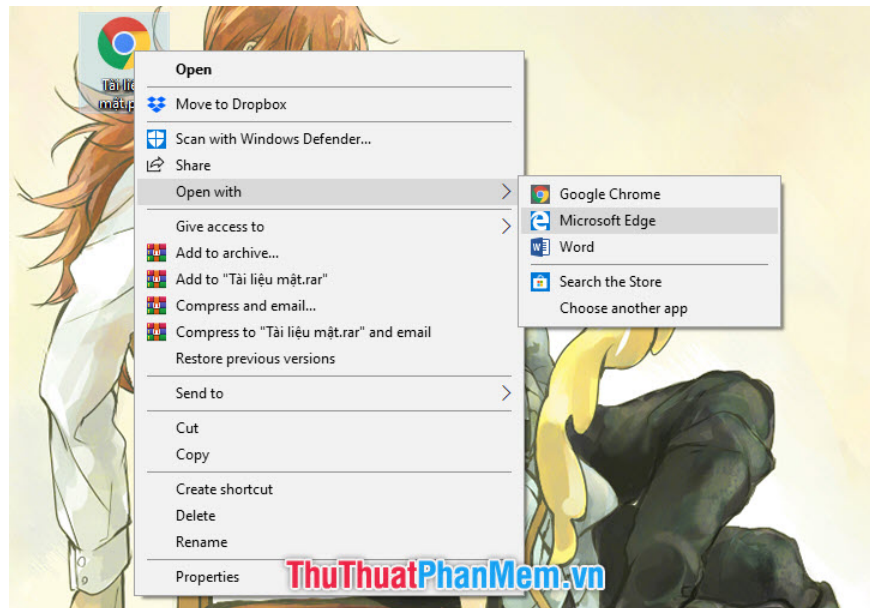 Tài liệ
mật.p
Open
Move to Dropbox
Scan with Windows Defender...
Share
Open with
Give access to
Add to archive...
Add to "Tài liệu mật.rar"
Compress and email...
Compress to "Tài liệu mật.rar" and email
Restore previous versions
Send to
Cut
Copy
Create shortcut
Delete
Rename
Properties
Google Chrome
Microsoft Edge
Word
Search the Store
Choose another app
ThuThuatPhanMem.vn